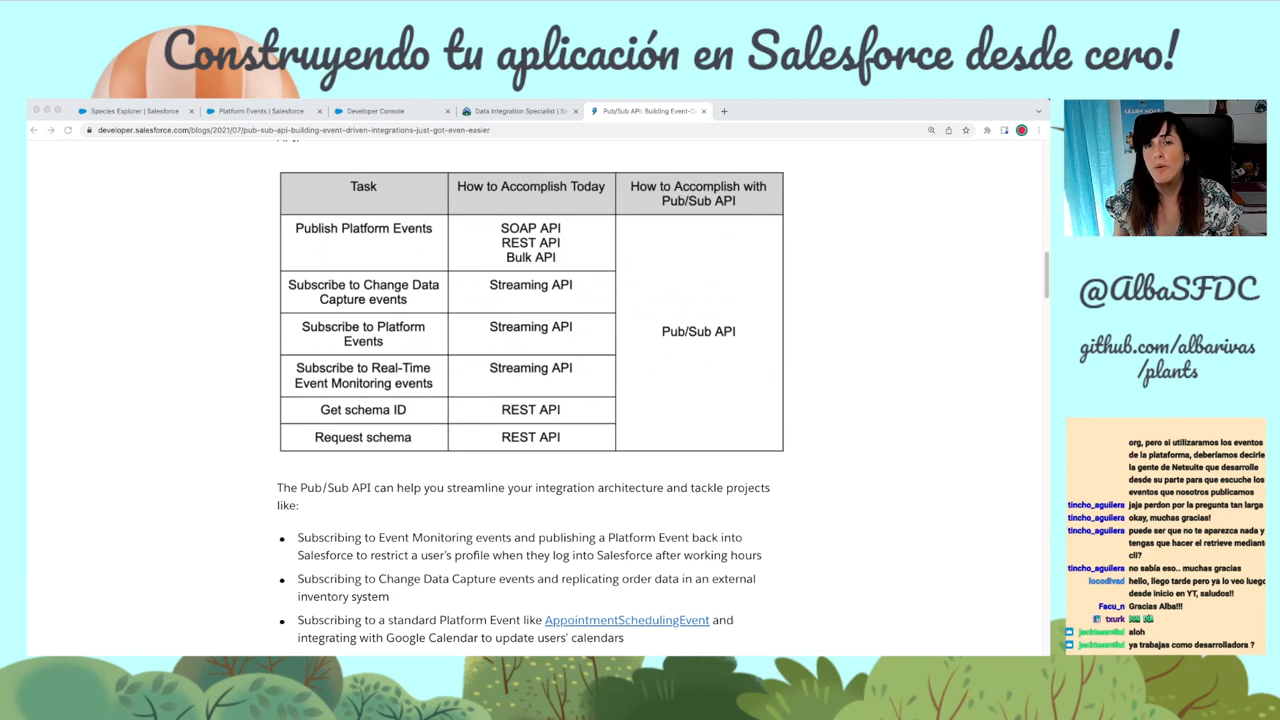 Construyendo tu aplicación en Salesforce desde cero!
Species Explorer | Salesforce
Platform Events | Salesforce
Developer Console
Data Integration Specialist | Sa
Pub/Sub API: Building Event-D
developer.salesforce.com/blogs/2021/07/pub-sub-api-building-event-driven-integrations-just-got-even-easier
Task
How to Accomplish Today
How to Accomplish with
Pub/Sub API
Publish Platform Events
SOAP API
REST API
Bulk API
Subscribe to Change Data
Capture events
Streaming API
Subscribe to Platform
Events
Streaming API
Pub/Sub API
Subscribe to Real-Time
Event Monitoring events
Streaming API
Get schema ID
REST API
Request schema
REST API
The Pub/Sub API can help you streamline your integration architecture and tackle projects
like:
Subscribing to Event Monitoring events and publishing a Platform Event back into
Salesforce to restrict a user's profile when they log into Salesforce after working hours
Subscribing to Change Data Capture events and replicating order data in an external
inventory system
Subscribing to a standard Platform Event like AppointmentSchedulingEvent and
integrating with Google Calendar to update users' calendars
@AlbaSFDC
github.com/albarivas
/plants
org, pero si utilizaramos los eventos
de la plataforma, deberíamos decirle
la gente de Netsuite que desarrolle
desde su parte para que escuche los
eventos que nosotros publicamos
tincho_aguilera jaja perdon por la pregunta tan larga
tincho_aguilera okay, muchas gracias!
tincho_aguilera puede ser que no te aparezca nada y
tengas que hacer el retrieve mediant
cli?
tincho_aguilera no sabía eso.. muchas gracias
locodivad hello, llego tarde pero ya lo veo luego
desde inicio en YT, saludos!!
Facu_n Gracias Alba!!!
txurk
aloh
ya trabajas como desarrolladora ?